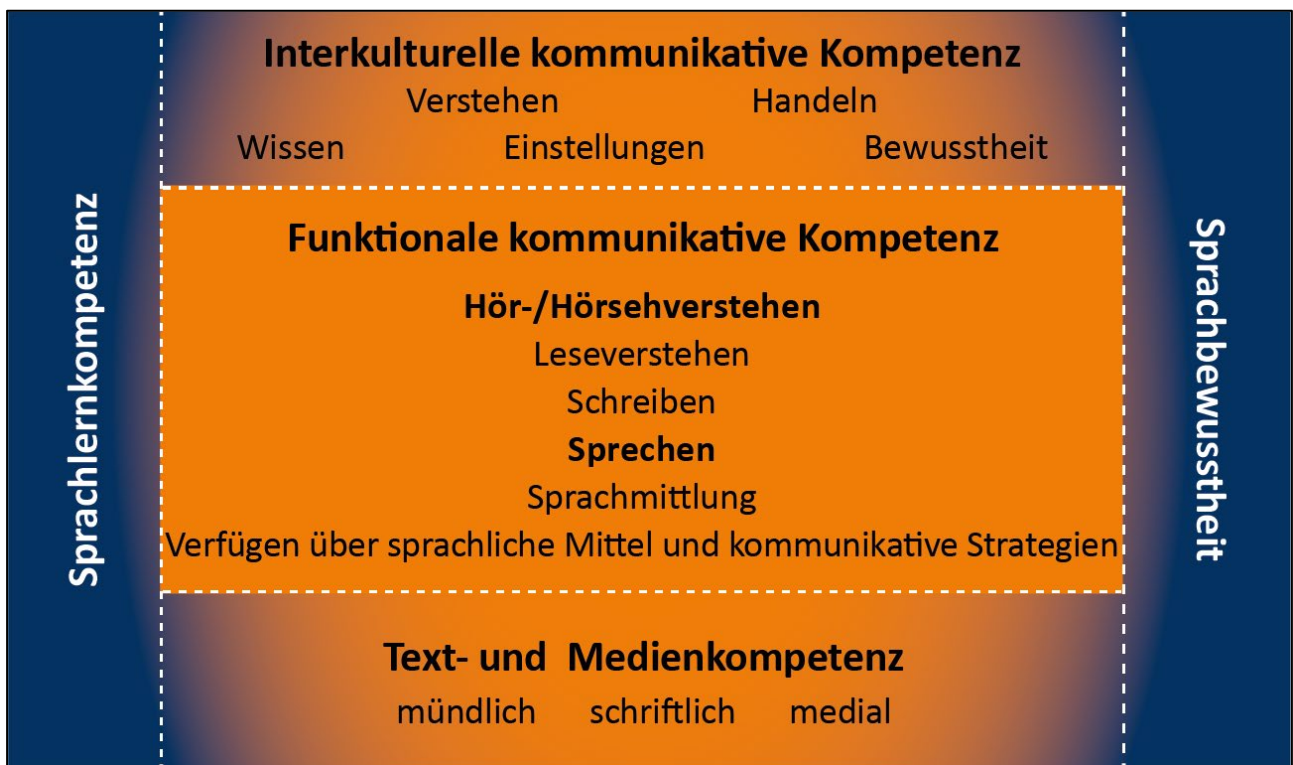 Interkulturelle kommunikative Kompetenz
Verstehen Handeln
Wissen Einstellungen Bewusstheit
Sprachlernkompetenz
Funktionale kommunikative Kompetenz
Hör-/Hörsehverstehen
Leseverstehen
Schreiben
Sprechen
Sprachmittlung
Verfügen über sprachliche Mittel und kommunikative Strategien
Sprachbewusstheit
Text- und Medienkompetenz
mündlich schriftlich medial